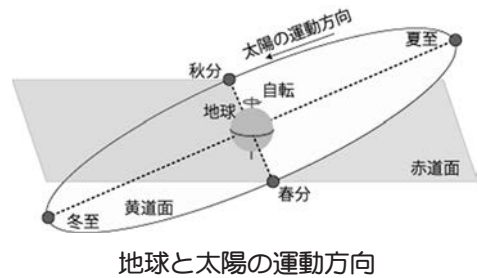 太陽の運動方向
夏至
秋分
自転
地球
赤道面
春分
黄道面
冬至
地球と太陽の運動方向